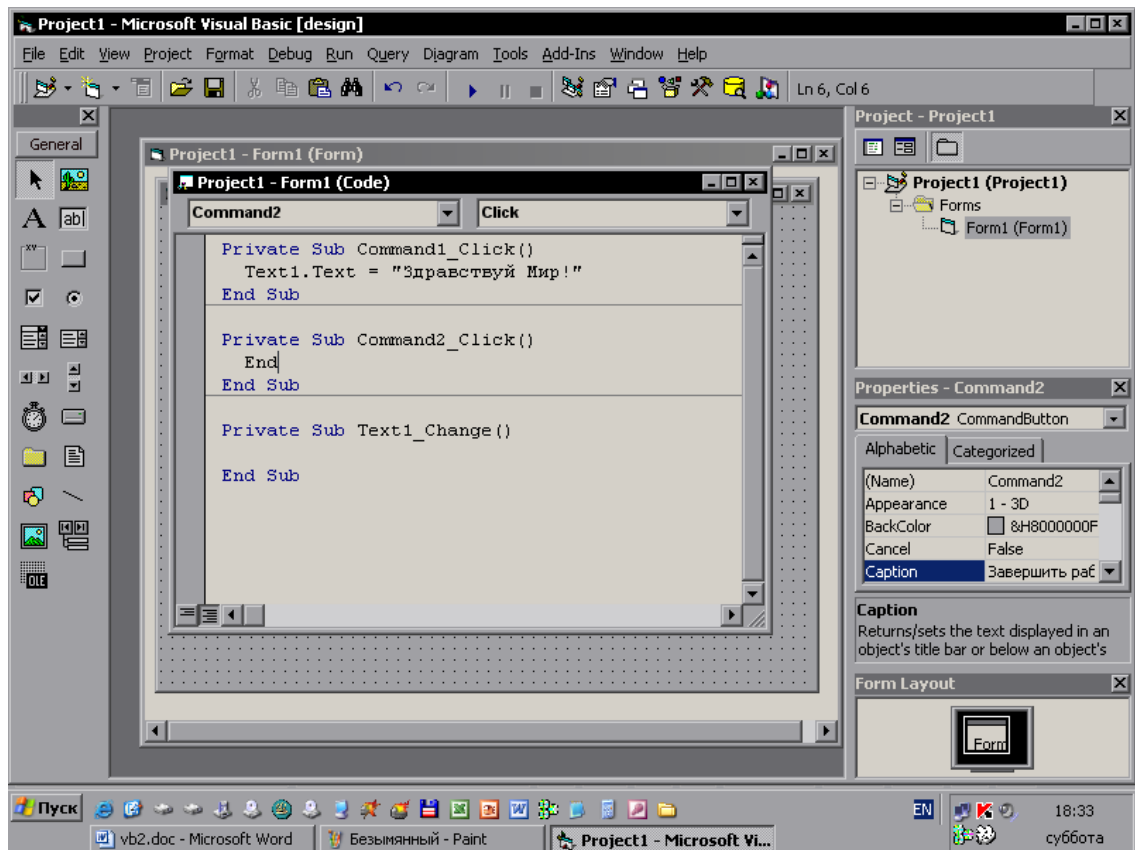 Project1 - Microsoft Visual Basic [design]
File Edit View Project Format Debug Run Query Diagram Tools Add-Ins Window Help
Ln 6, Col 6
General
A ab|
XY
OLE
Project1 - Form1 (Form)
Project1 - Form1 (Code)
Command2 Click
Private Sub Command1_Click()
Text1.Text = "Здравствуй Мир!"
End Sub
Private Sub Command2_Click()
End
End Sub
Private Sub Text1_Change()
End Sub
Project - Project1
Project1 (Project1)
Forms
Form1 (Form1)
Properties - Command2
Command2 CommandButton
Alphabetic Categorized
(Name) Command2
Appearance 1 - 3D
BackColor &H8000000F
Cancel False
Caption Завершить раб
Caption
Returns/sets the text displayed in an
object's title bar or below an object's
Form Layout
Form
Пуск EN 18:33
vb2.doc - Microsoft Word Безымянный - Paint Project1 - Microsoft Vi... суббота